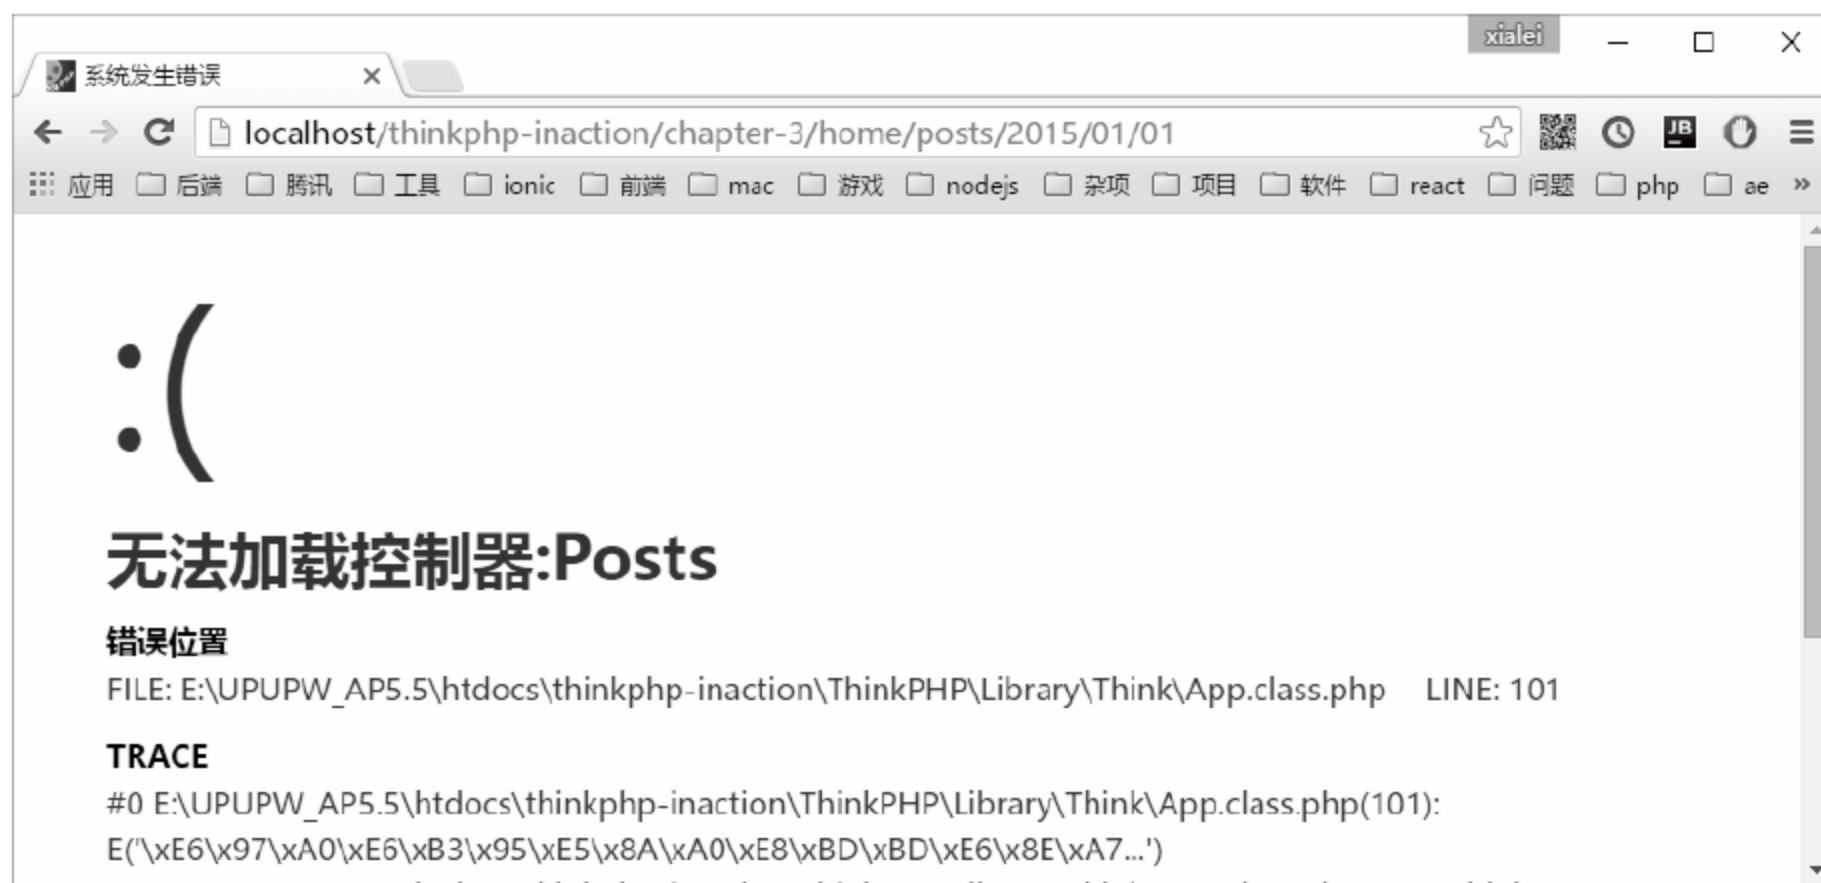 xialei
系统发生错误
localhost/thinkphp-inaction/chapter-3/home/posts/2015/01/01
JB
应用 后端 腾讯 工具 ionic 前端 mac 游戏 nodejs 杂项 项目 软件 react 问题 php ae »
:(
无法加载控制器:Posts
错误位置
FILE: E:\UPUPW_AP5.5\htdocs\thinkphp-inaction\ThinkPHP\Library\Think\App.class.php LINE: 101
TRACE
#0 E:\UPUPW_AP5.5\htdocs\thinkphp-inaction\ThinkPHP\Library\Think\App.class.php(101):
E('\xE6\x97\xA0\xE6\xB3\x95\xE5\x8A\xA0\xE8\xBD\xBD\xE6\x8E\xA7...')